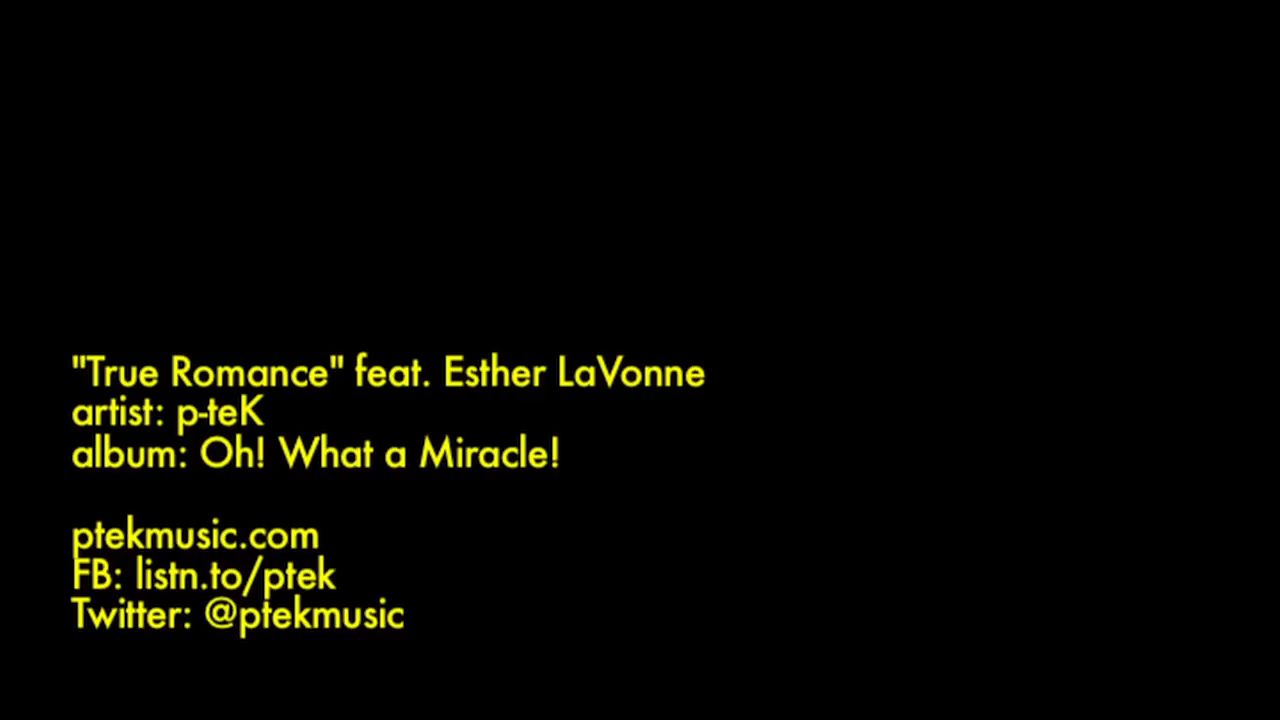 "True Romance" feat. Esther LaVonne
artist: p-teK
album: Oh! What a Miracle!
ptekmusic.com
FB: listn.to/ptek
Twitter: @ptekmusic